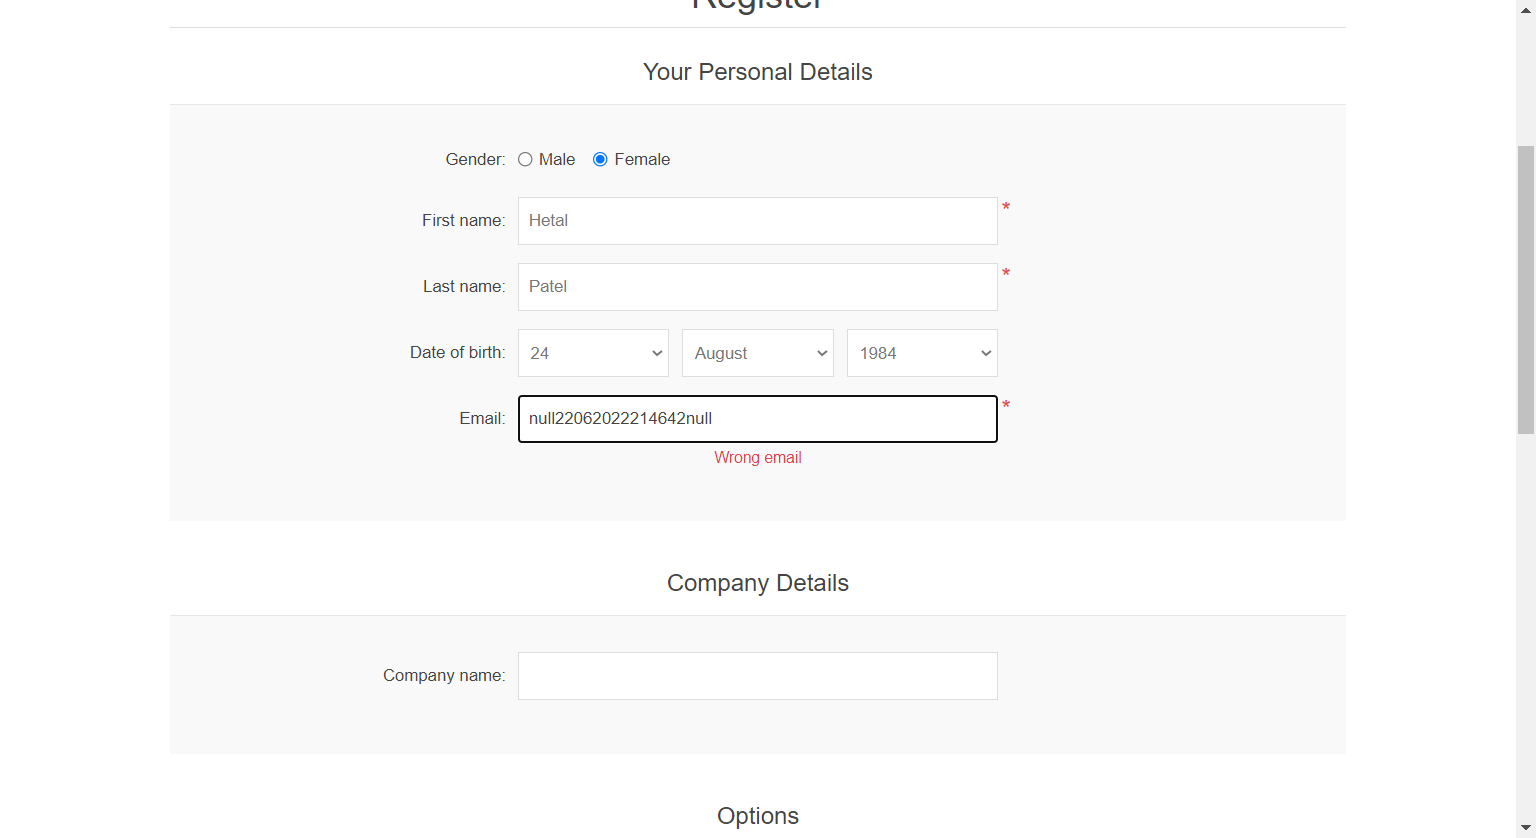 Register
Your Personal Details
Gender: Male Female
First name: Hetal *
Last name: Patel *
Date of birth: 24 August 1984
Email: null22062022214642null *
Wrong email
Company Details
Company name:
Options